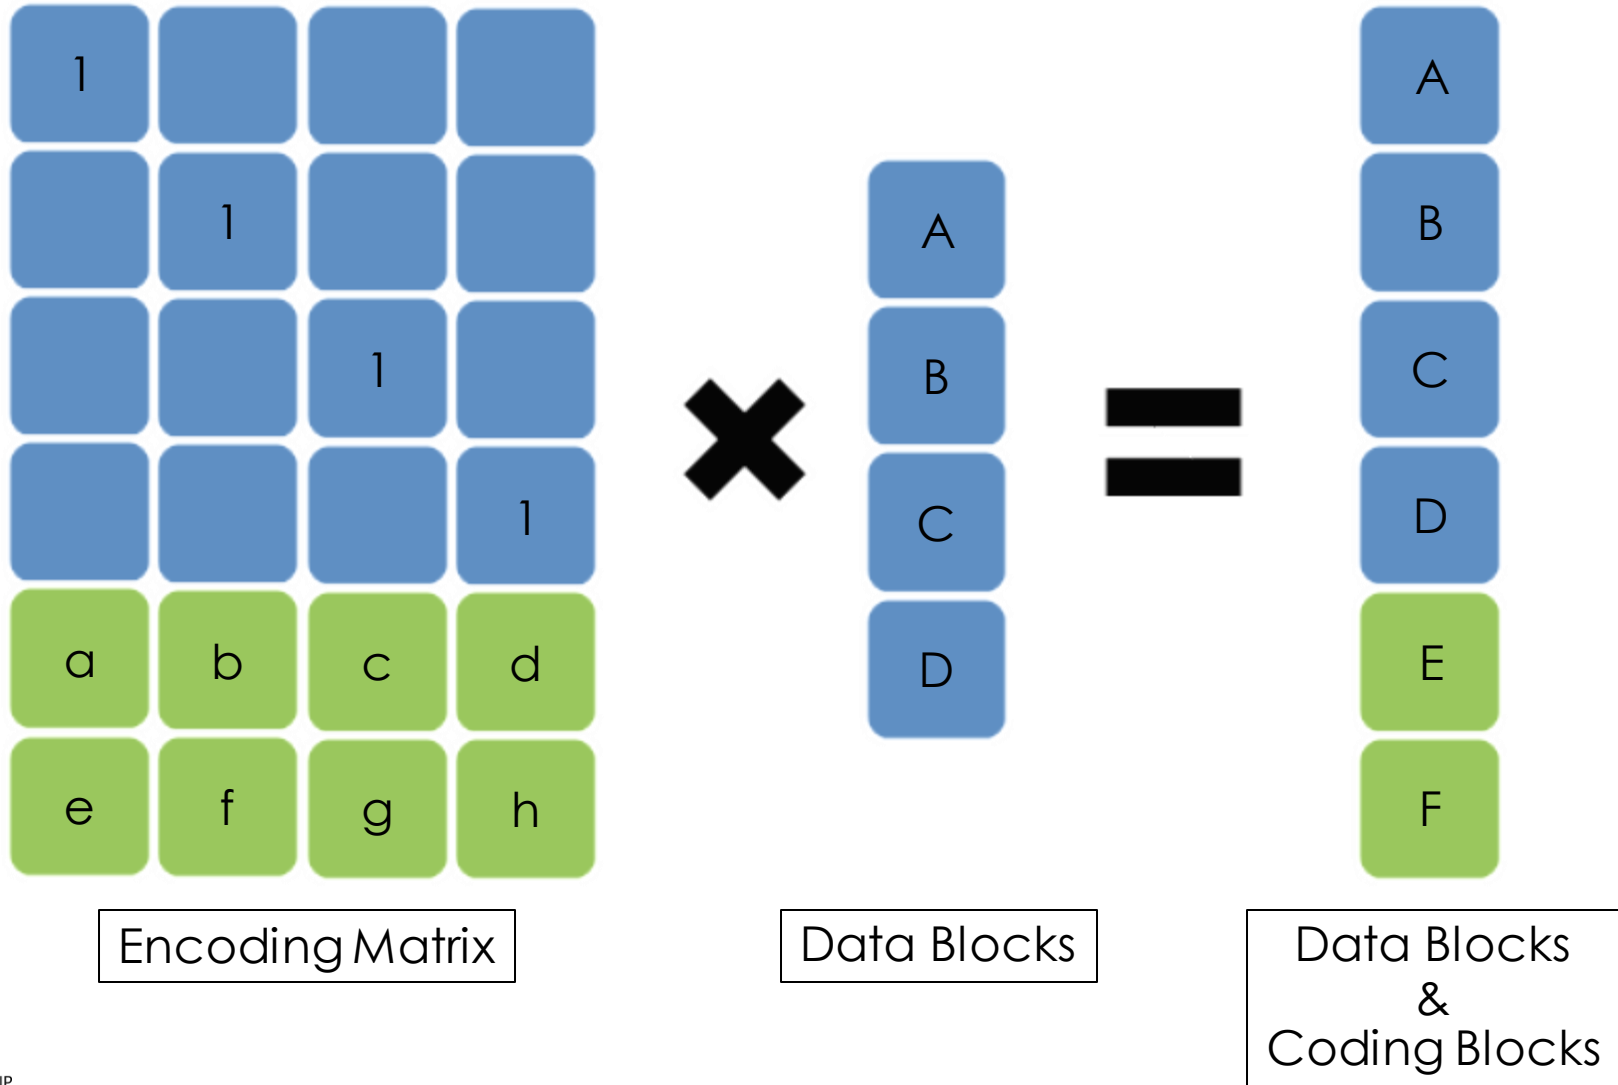 1
1
1
1
a b c d
e f g h
A
B
C
D
A
B
C
D
E
F
Encoding Matrix
Data Blocks
Data Blocks
&
Coding Blocks